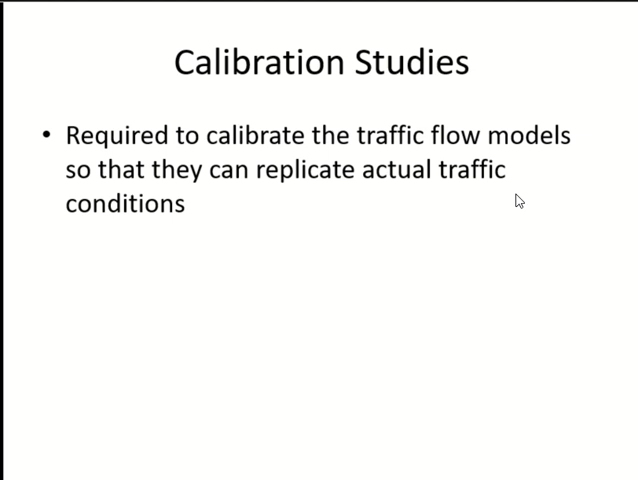 Calibration Studies
• Required to calibrate the traffic flow models
so that they can replicate actual traffic
conditions